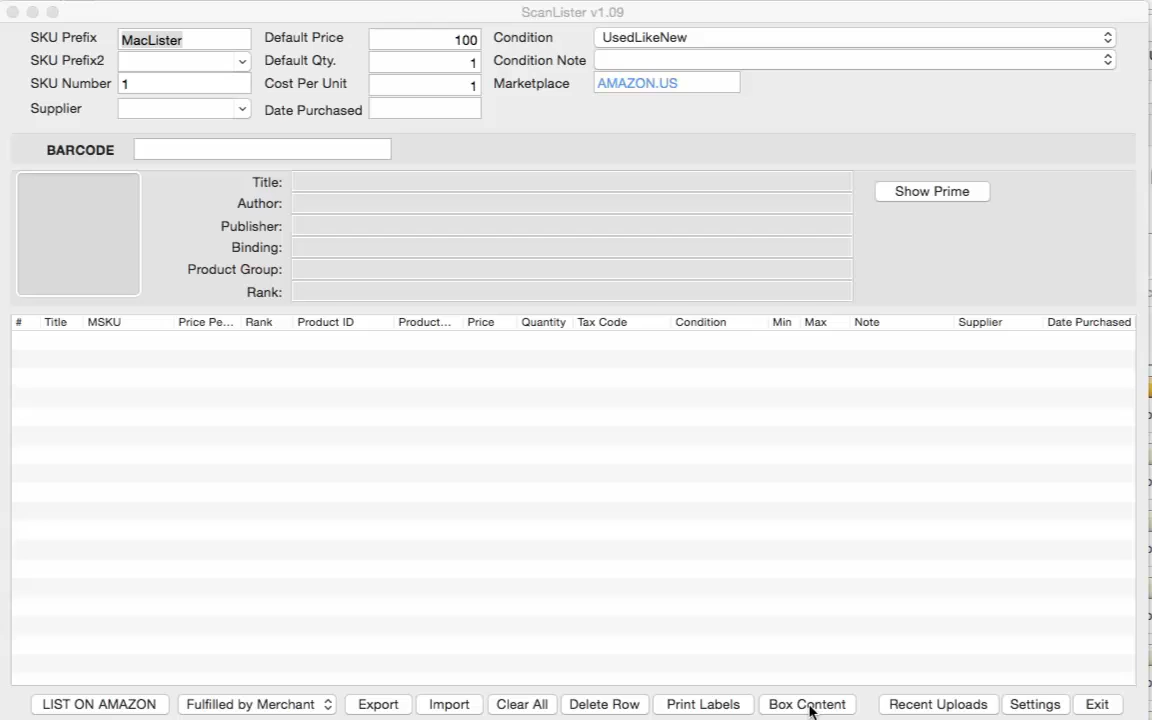 ScanLister v1.09
SKU Prefix MacLister Default Price 100 Condition UsedLikeNew
SKU Prefix2 Default Qty. 1 Condition Note
SKU Number 1 Cost Per Unit 1 Marketplace AMAZON.US
Supplier Date Purchased
BARCODE
Title: Show Prime
Author:
Publisher:
Binding:
Product Group:
Rank:
# Title MSKU Price Pe... Rank Product ID Product... Price Quantity Tax Code Condition Min Max Note Supplier Date Purchased
LIST ON AMAZON Fulfilled by Merchant Export Import Clear All Delete Row Print Labels Box Content Recent Uploads Settings Exit